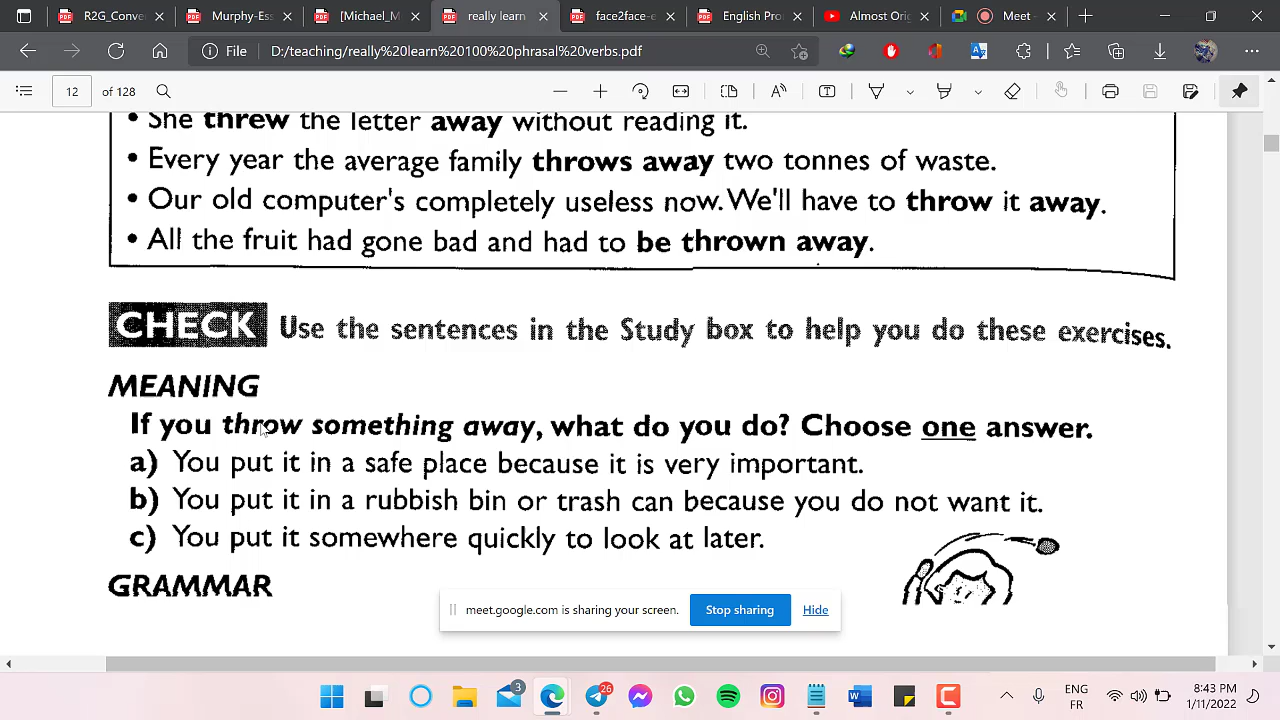 R2G_Conve
Murphy-Ess
[Michael_M
really learn
face2face-e
English Pro
Almost Ori
Meet -
File
D:/teaching/really%20learn%20100%20phrasal%20verbs.pdf
12 of 128
• She threw the letter away without reading it.
• Every year the average family throws away two tonnes of waste.
• Our old computer's completely useless now. We'll have to throw it away.
• All the fruit had gone bad and had to be thrown away.
CHECK Use the sentences in the Study box to help you do these exercises.
MEANING
If you throw something away, what do you do? Choose one answer.
a) You put it in a safe place because it is very important.
b) You put it in a rubbish bin or trash can because you do not want it.
c) You put it somewhere quickly to look at later.
GRAMMAR
meet.google.com is sharing your screen.
Stop sharing
Hide
3
26
ENG
FR
8:43 PM
1/11/2022